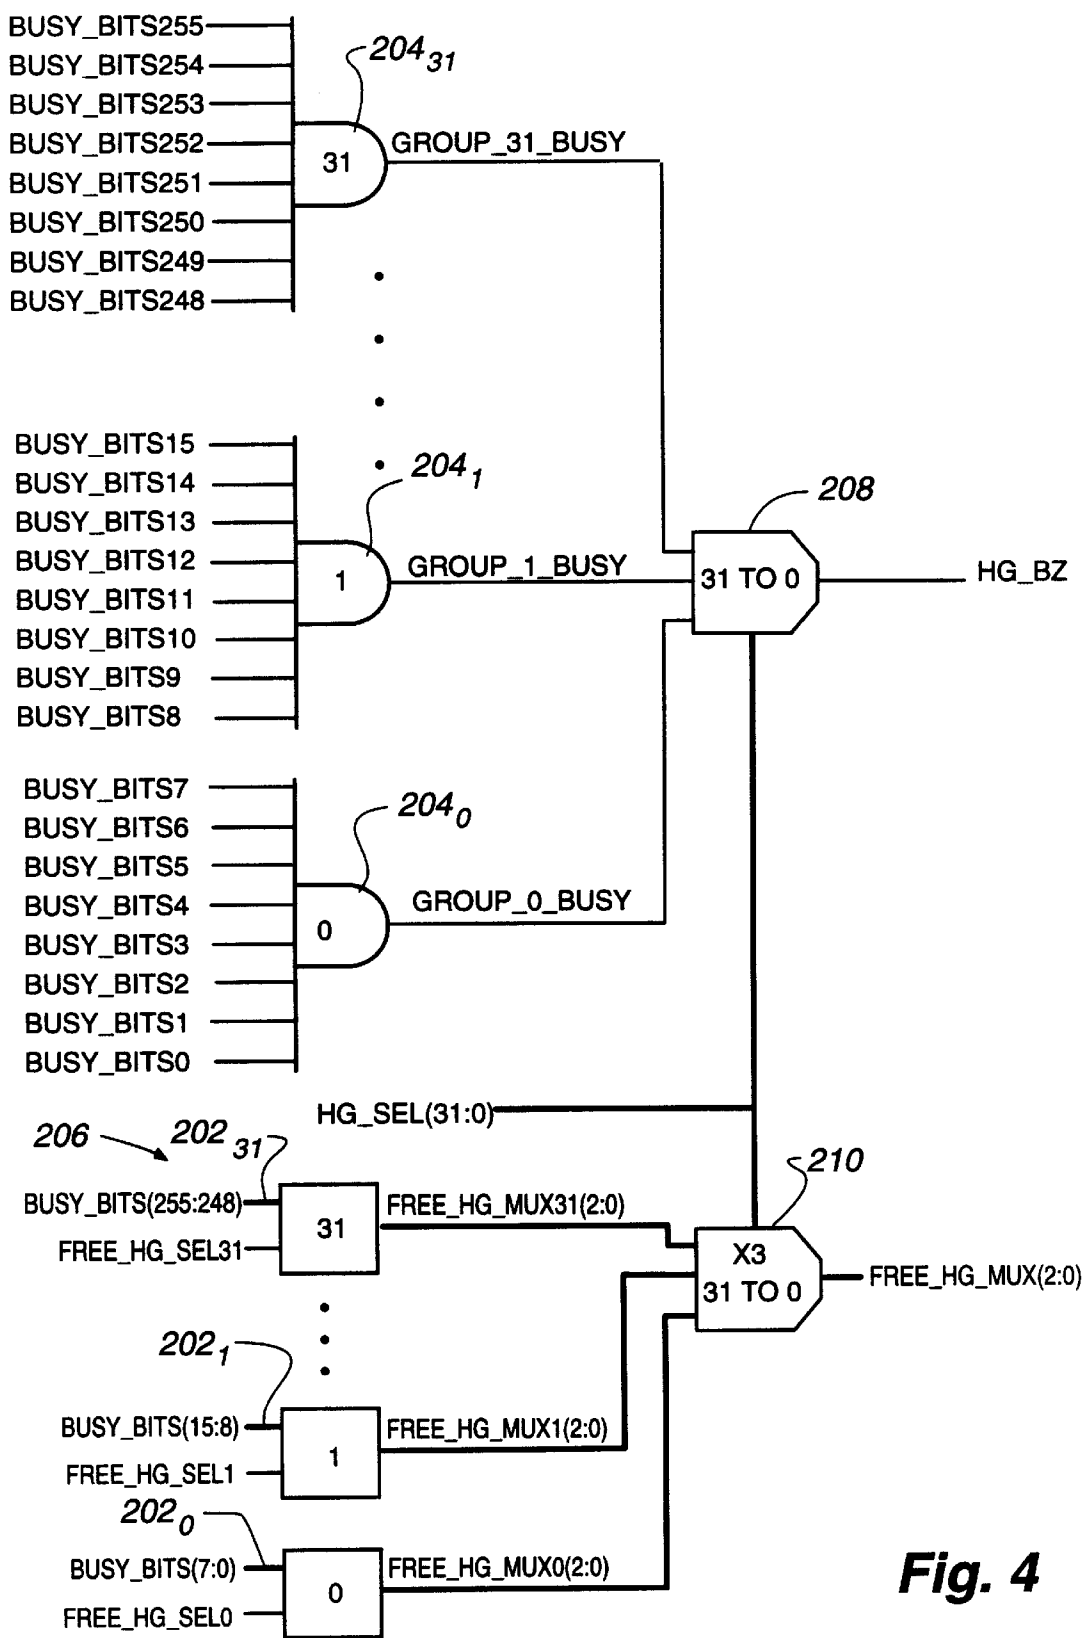 BUSY_BITS255
204 31
BUSY_BITS254
BUSY_BITS253
BUSY_BITS252
GROUP_31_BUSY
31
BUSY_BITS251
BUSY_BITS250
BUSY_BITS249
BUSY_BITS248
BUSY_BITS15
204 1
BUSY_BITS14
208
BUSY_BITS13
BUSY_BITS12
GROUP_1_BUSY
1
31 TO 0
HG_BZ
BUSY_BITS11
BUSY_BITS10
BUSY_BITS9
BUSY_BITS8
BUSY_BITS7
204 0
BUSY_BITS6
BUSY_BITS5
BUSY_BITS4
GROUP_0_BUSY
0
BUSY_BITS3
BUSY_BITS2
BUSY_BITS1
BUSY_BITS0
HG_SEL(31:0)
206
202 31
210
BUSY_BITS(255:248)
FREE_HG_MUX31(2:0)
31
FREE_HG_SEL31
X3
31 TO 0
FREE_HG_MUX(2:0)
202 1
BUSY_BITS(15:8)
FREE_HG_MUX1(2:0)
1
FREE_HG_SEL1
202 0
BUSY_BITS(7:0)
FREE_HG_MUX0(2:0)
0
FREE_HG_SEL0
Fig. 4